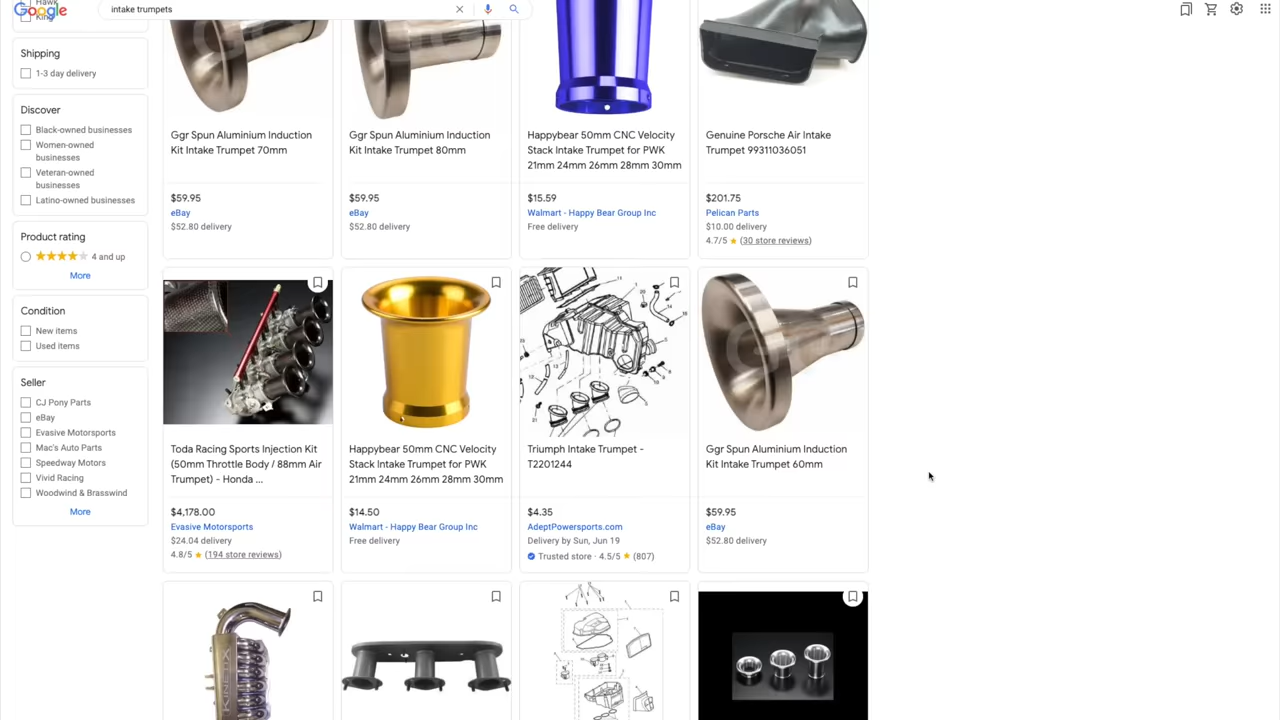 Hawk
King
Google
intake trumpets
Shipping
1-3 day delivery
Discover
Black-owned businesses
Women-owned
businesses
Veteran-owned
businesses
Latino-owned businesses
Product rating
4 and up
More
Condition
New items
Used items
Seller
CJ Pony Parts
eBay
Evasive Motorsports
Mac's Auto Parts
Speedway Motors
Vivid Racing
Woodwind & Brasswind
More
Ggr Spun Aluminium Induction
Kit Intake Trumpet 70mm
$59.95
eBay
$52.80 delivery
Ggr Spun Aluminium Induction
Kit Intake Trumpet 80mm
$59.95
eBay
$52.80 delivery
Happybear 50mm CNC Velocity
Stack Intake Trumpet for PWK
21mm 24mm 26mm 28mm 30mm
$15.59
Walmart - Happy Bear Group Inc
Free delivery
Genuine Porsche Air Intake
Trumpet 99311036051
$201.75
Pelican Parts
$10.00 delivery
4.7/5 ★ (30 store reviews)
Toda Racing Sports Injection Kit
(50mm Throttle Body / 88mm Air
Trumpet) - Honda ...
$4,178.00
Evasive Motorsports
$24.04 delivery
4.8/5 ★ (194 store reviews)
Happybear 50mm CNC Velocity
Stack Intake Trumpet for PWK
21mm 24mm 26mm 28mm 30mm
$14.50
Walmart - Happy Bear Group Inc
Free delivery
Triumph Intake Trumpet -
T2201244
$4.35
AdeptPowersports.com
Delivery by Sun, Jun 19
Trusted store · 4.5/5 ★ (807)
Ggr Spun Aluminium Induction
Kit Intake Trumpet 60mm
$59.95
eBay
$52.80 delivery